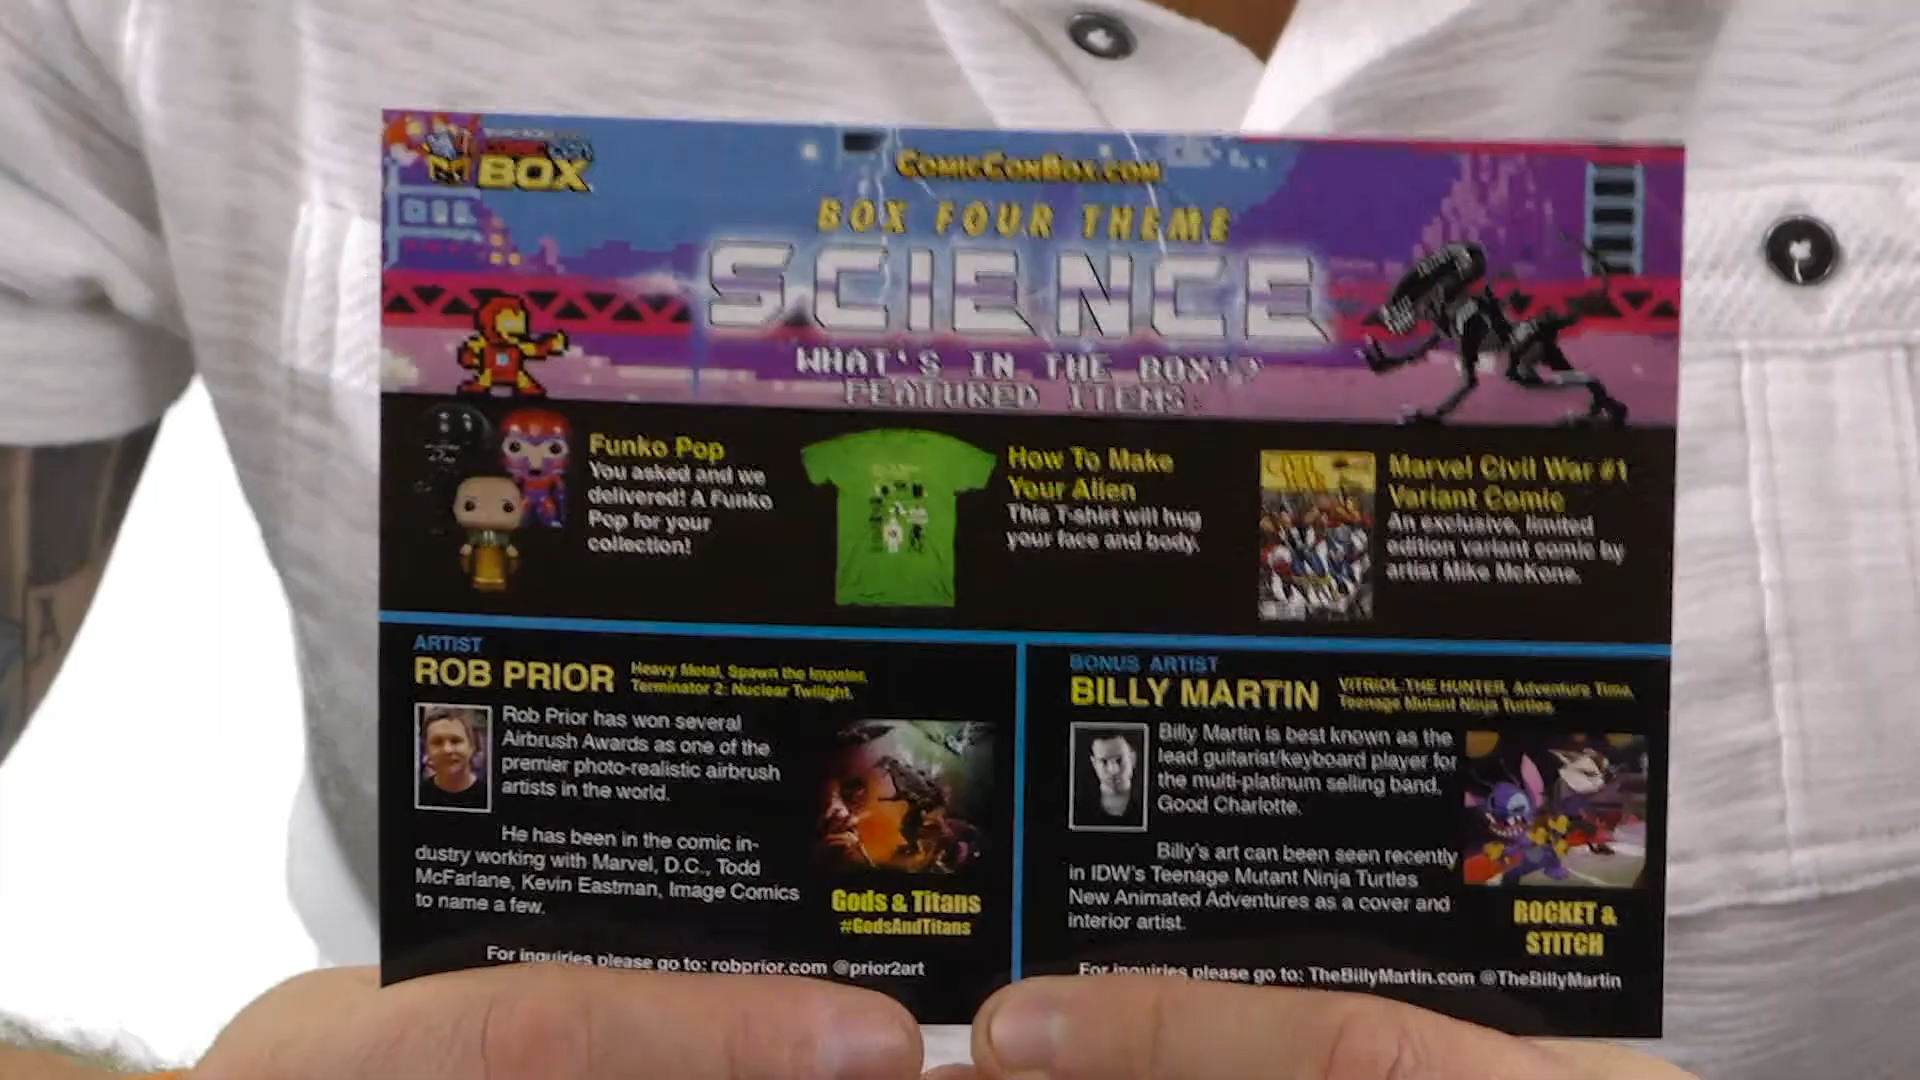 BOX
ComicConBox.com
BOX FOUR THEME
SCIENCE
WHAT'S IN THE BOX!?
FEATURED ITEMS:
Funko Pop
You asked and we
delivered! A Funko
Pop for your
collection!
How To Make
Your Alien
This T-shirt will hug
your face and body.
Marvel Civil War #1
Variant Comic
An exclusive, limited
edition variant comic by
artist Mike McKone.
ARTIST
ROB PRIOR
Heavy Metal, Spawn the Impaler,
Terminator 2: Nuclear Twilight.
Rob Prior has won several
Airbrush Awards as one of the
premier photo-realistic airbrush
artists in the world.
He has been in the comic in-
dustry working with Marvel, D.C., Todd
McFarlane, Kevin Eastman, Image Comics
to name a few.
Gods & Titans
#GodsAndTitans
For inquiries please go to: robprior.com @prior2art
BONUS ARTIST
BILLY MARTIN
VITRIOL THE HUNTER, Adventure Time,
Teenage Mutant Ninja Turtles.
Billy Martin is best known as the
lead guitarist/keyboard player for
the multi-platinum selling band,
Good Charlotte.
Billy's art can been seen recently
in IDW's Teenage Mutant Ninja Turtles
New Animated Adventures as a cover and
interior artist.
ROCKET &
STITCH
For inquiries please go to: TheBillyMartin.com @TheBillyMartin
A